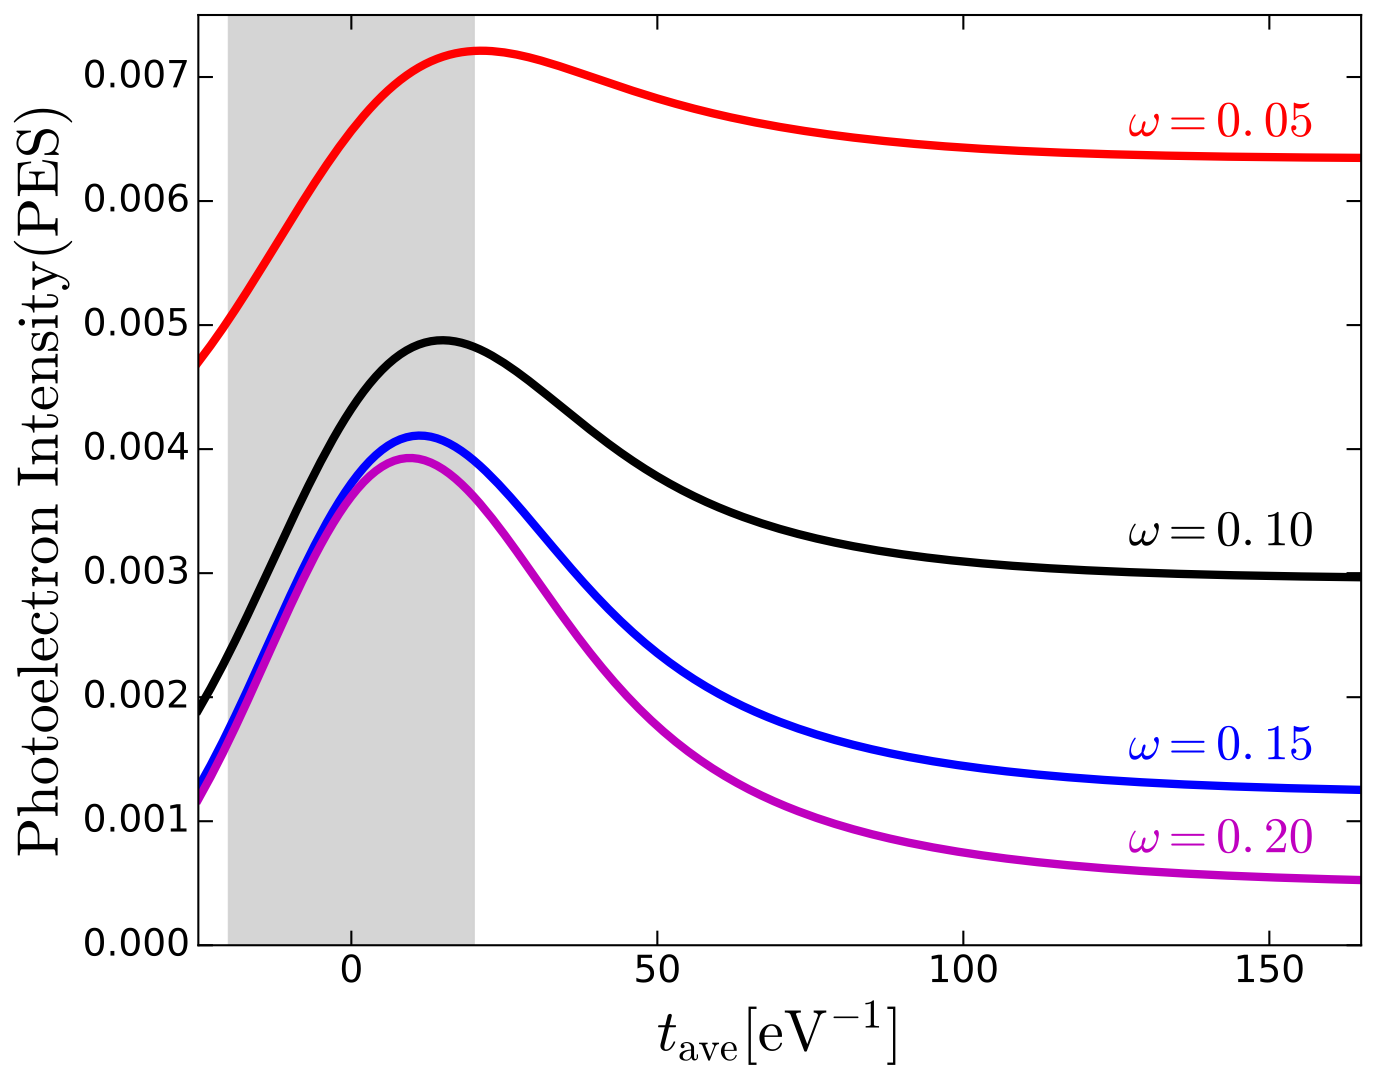 Photoelectron Intensity(PES)
0.007
0.006
0.005
0.004
0.003
0.002
0.001
0.000
ω = 0.05
ω = 0.10
ω = 0.15
ω = 0.20
0 50 100 150
t_ave[eV⁻¹]